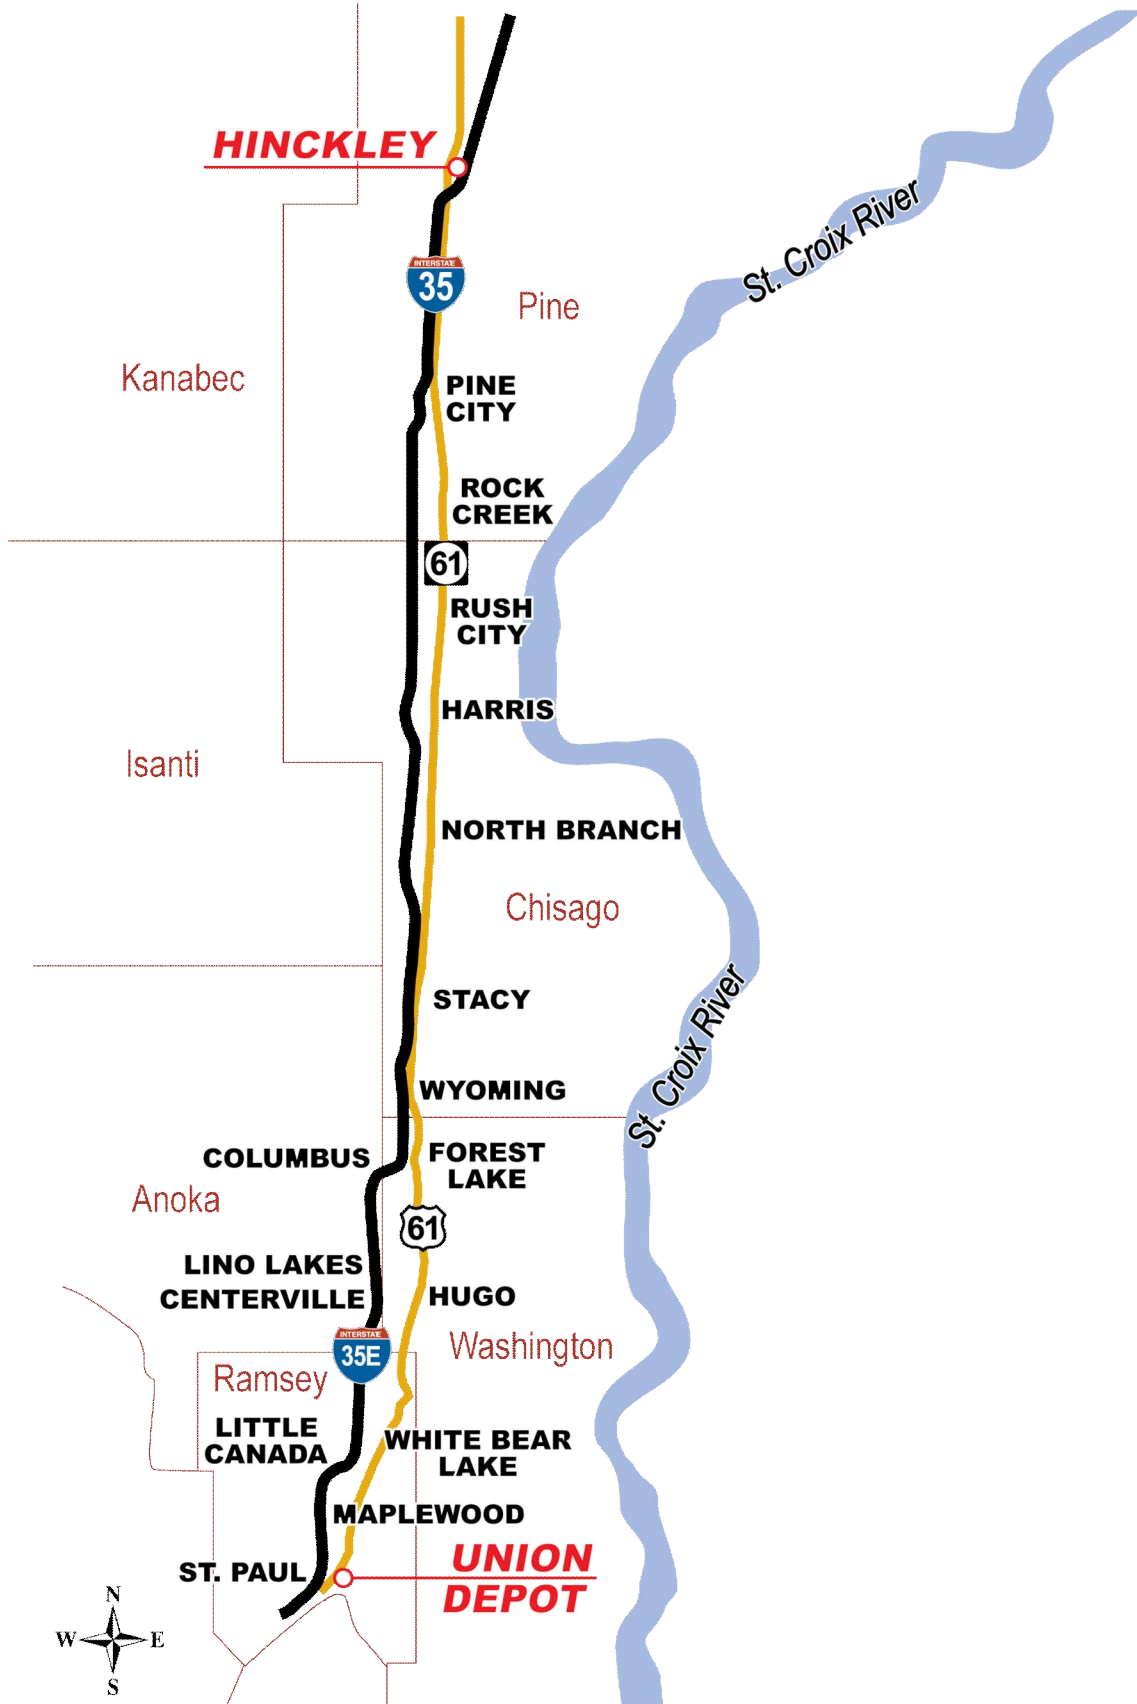 HINCKLEY
St. Croix River
INTERSTATE
35
Pine
Kanabec
PINE
CITY
ROCK
CREEK
61
RUSH
CITY
HARRIS
Isanti
NORTH BRANCH
Chisago
STACY
St. Croix River
WYOMING
COLUMBUS
FOREST
LAKE
Anoka
61
LINO LAKES
CENTERVILLE
HUGO
INTERSTATE
35E
Washington
Ramsey
LITTLE
CANADA
WHITE BEAR
LAKE
MAPLEWOOD
UNION
DEPOT
ST. PAUL
N
W
E
S